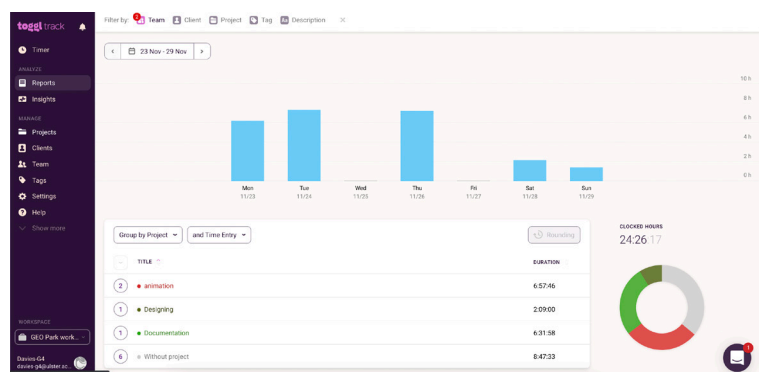 toggl track
Timer
ANALYZE
Reports
Insights
MANAGE
Projects
Clients
Team
Tags
Settings
Help
Show more
WORKSPACE
GEO Park work...
Davies-G4
davies-g4@ulster.ac...
Filter by: 2 Team Client Project Tag Description
23 Nov - 29 Nov
10 h
8 h
6 h
4 h
2 h
0 h
Mon Tue Wed Thu Fri Sat Sun
11/23 11/24 11/25 11/26 11/27 11/28 11/29
Group by Project and Time Entry Rounding
TITLE DURATION
2 animation 6:57:46
1 Designing 2:09:00
1 Documentation 6:31:58
6 Without project 8:47:33
CLOCKED HOURS
24:26 17
1